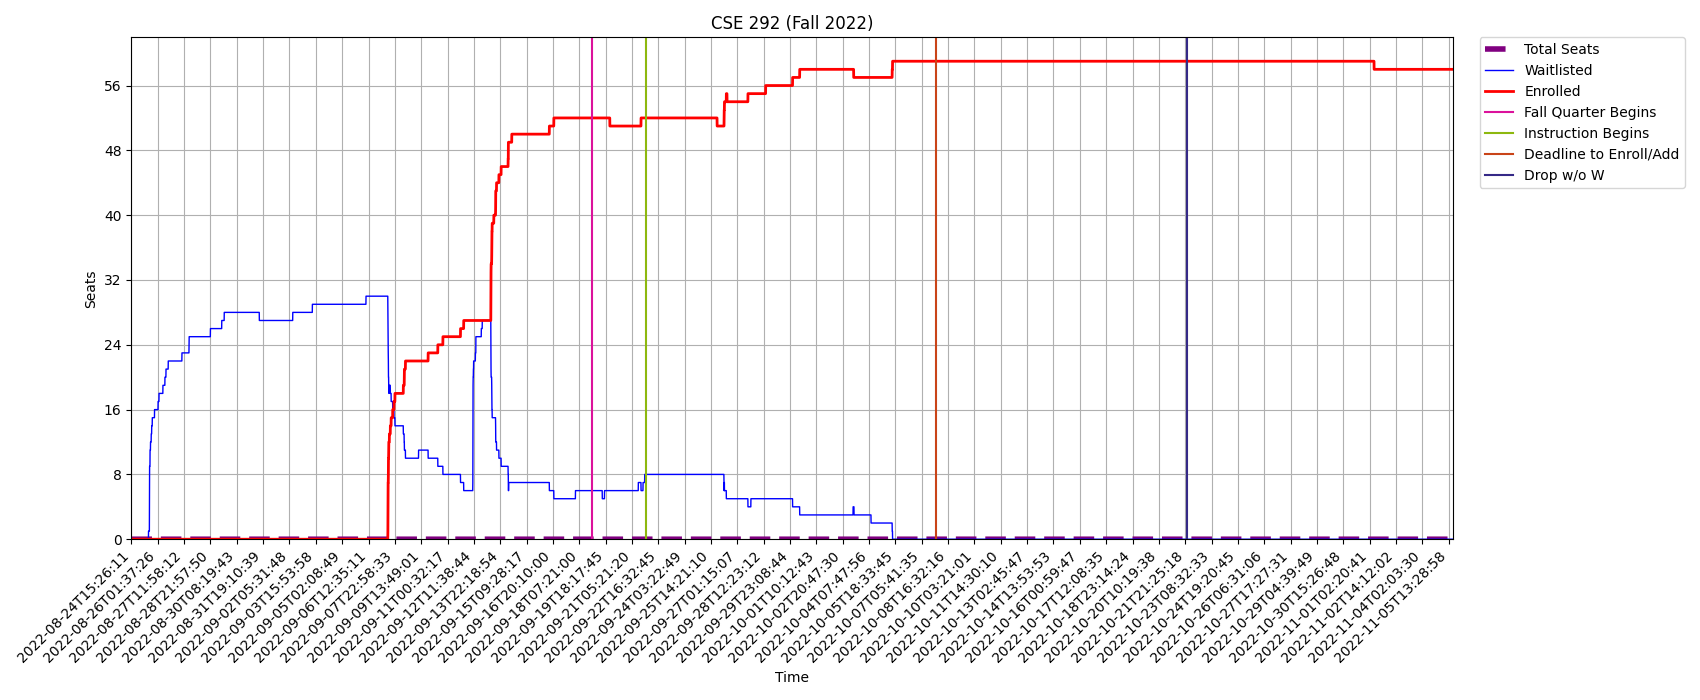 CSE 292 (Fall 2022)
Total Seats
Waitlisted
Enrolled
Fall Quarter Begins
Instruction Begins
Deadline to Enroll/Add
Drop w/o W
Seats
56
48
40
32
24
16
8
0
2022-08-24T15:26:11
2022-08-26T01:37:26
2022-08-27T11:58:12
2022-08-28T21:57:50
2022-08-30T08:19:43
2022-08-31T19:10:39
2022-09-02T05:31:48
2022-09-03T15:53:58
2022-09-05T02:08:49
2022-09-06T12:35:11
2022-09-07T22:58:33
2022-09-09T13:49:01
2022-09-11T00:32:17
2022-09-12T11:38:44
2022-09-13T22:18:54
2022-09-15T09:28:17
2022-09-16T20:10:00
2022-09-18T07:21:00
2022-09-19T18:17:45
2022-09-21T05:21:20
2022-09-22T16:32:45
2022-09-24T03:22:49
2022-09-25T14:21:10
2022-09-27T01:15:07
2022-09-28T12:23:12
2022-09-29T23:08:44
2022-10-01T10:12:43
2022-10-02T20:47:30
2022-10-04T07:47:56
2022-10-05T18:33:45
2022-10-07T05:41:35
2022-10-08T16:32:16
2022-10-10T03:21:01
2022-10-11T14:30:10
2022-10-13T02:45:47
2022-10-14T13:53:53
2022-10-16T00:59:47
2022-10-17T12:08:35
2022-10-18T23:14:24
2022-10-20T10:19:38
2022-10-21T21:25:18
2022-10-23T08:32:33
2022-10-24T19:20:45
2022-10-26T06:31:06
2022-10-27T17:27:31
2022-10-29T04:39:49
2022-10-30T15:26:48
2022-11-01T02:20:41
2022-11-02T14:12:02
2022-11-04T02:03:30
2022-11-05T13:28:58
Time